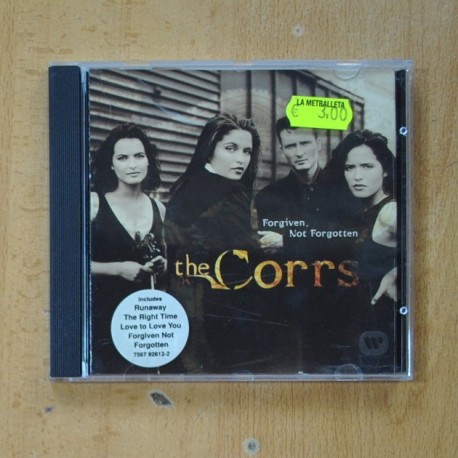 LA METRALLETA
€ 3,00
Forgiven,
Not Forgotten
the Corrs
includes
Runaway
The Right Time
Love to Love You
Forgiven Not
Forgotten
7567 92612-2